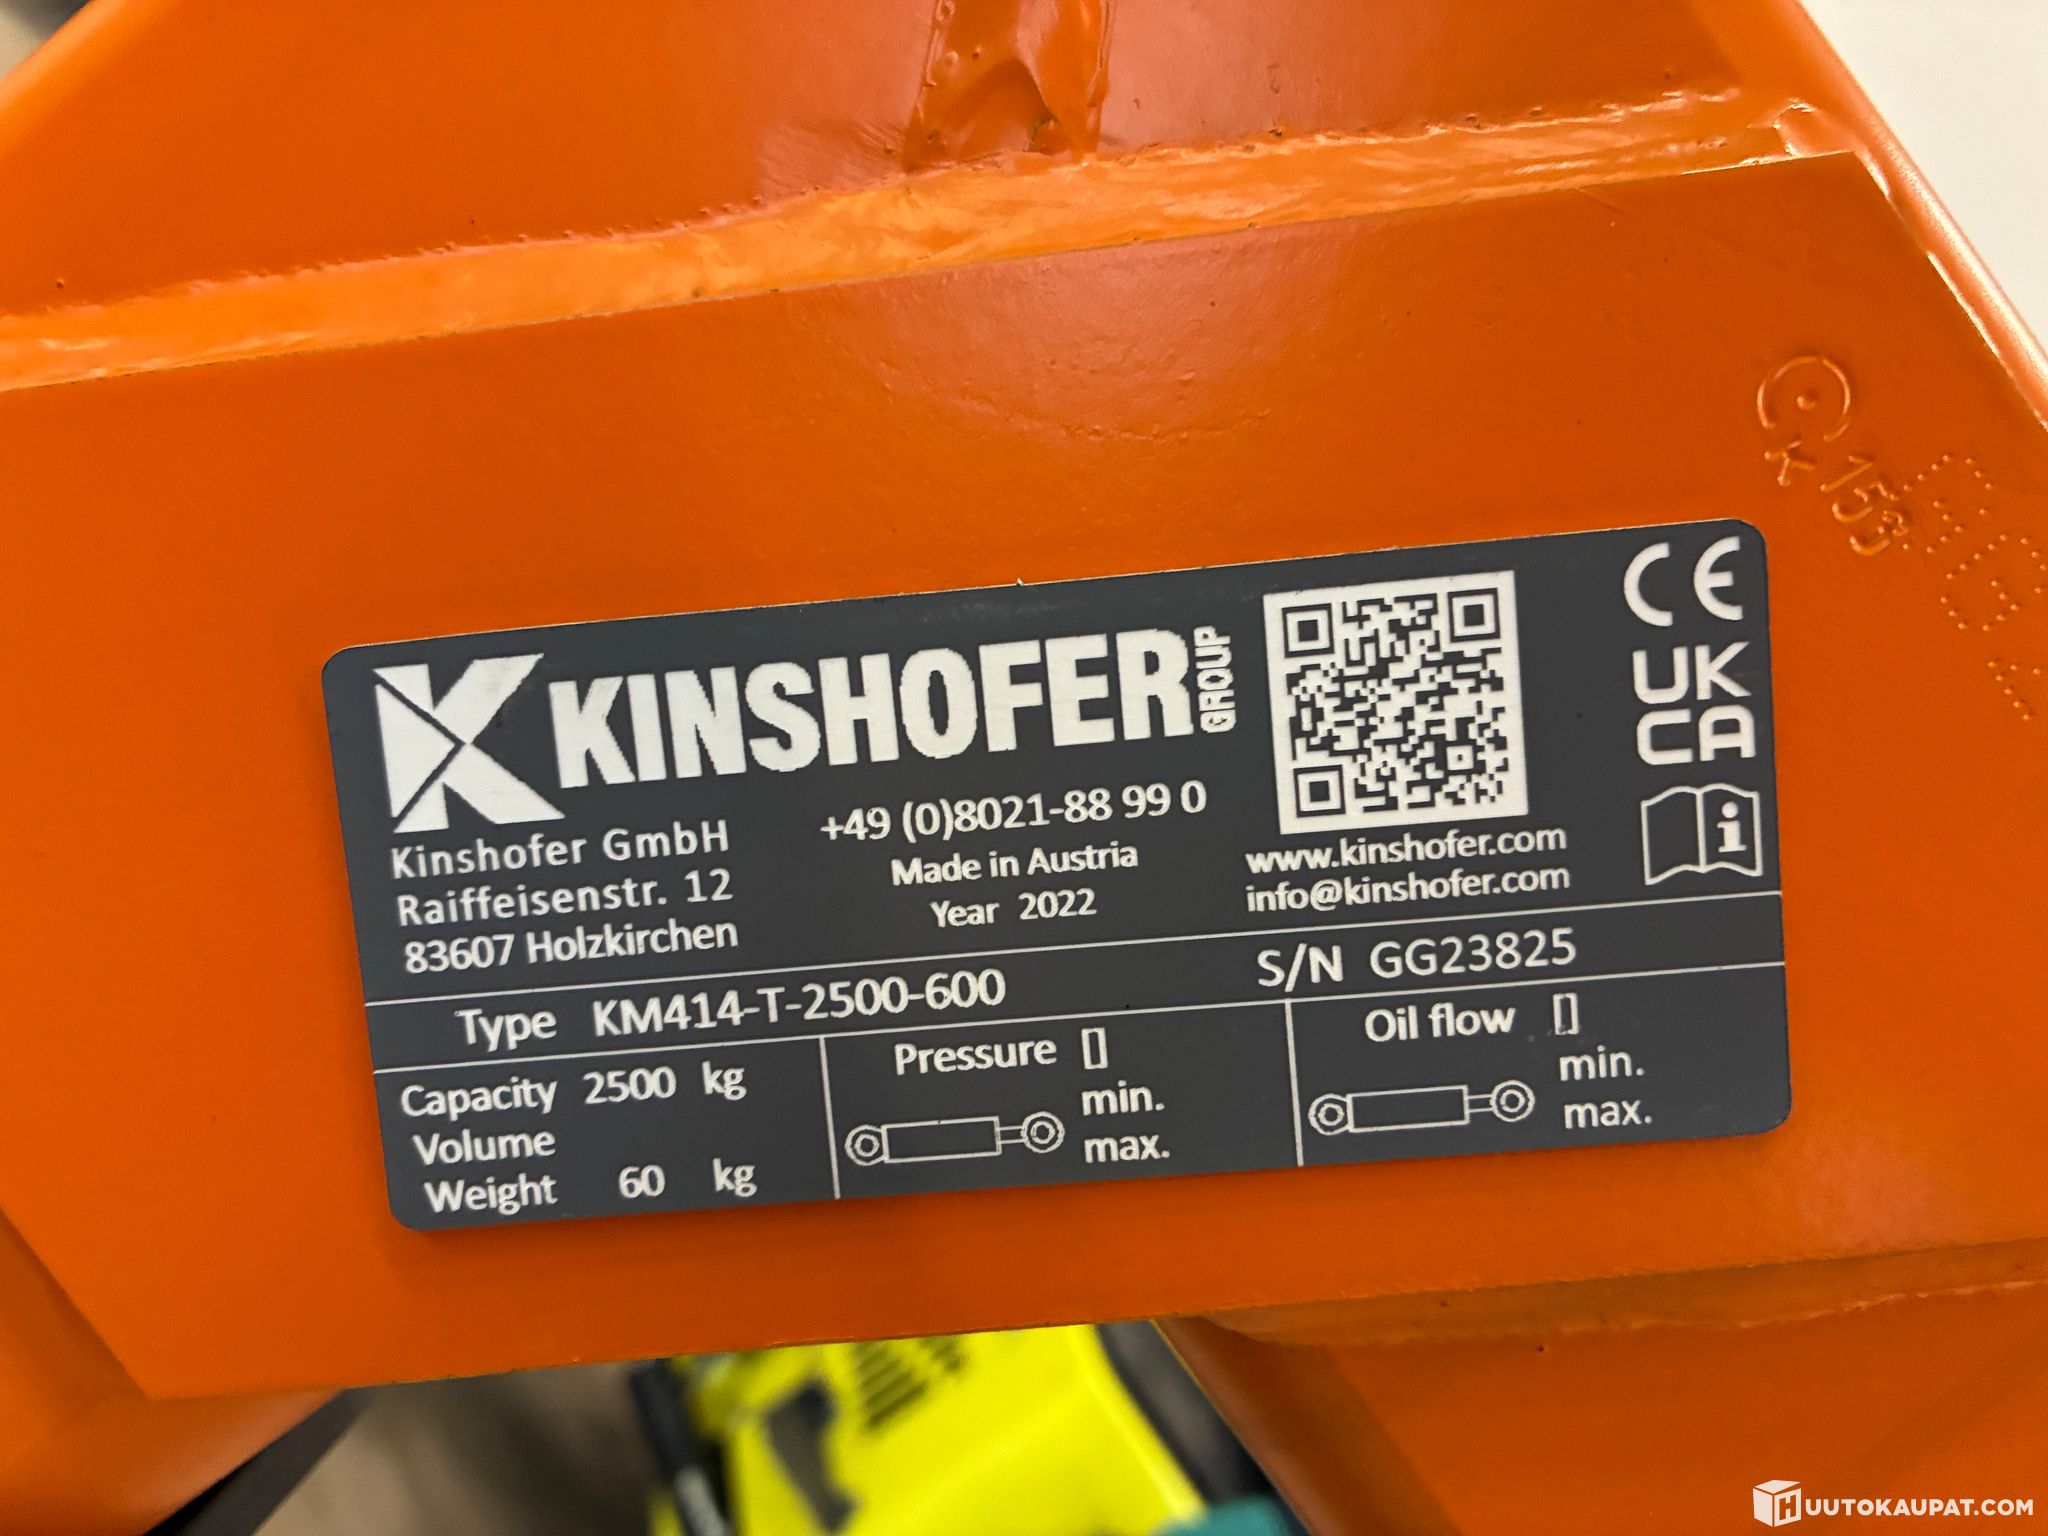 K 153
KINSHOFER GROUP
CE
UK
CA
Kinshofer GmbH
Raiffeisenstr. 12
83607 Holzkirchen
+49 (0)8021-88 99 0
Made in Austria
Year 2022
www.kinshofer.com
info@kinshofer.com
i
Type KM414-T-2500-600
S/N GG23825
Capacity 2500 kg
Volume
Weight 60 kg
Pressure []
min.
max.
Oil flow []
min.
max.
HUUTOKAUPAT.COM